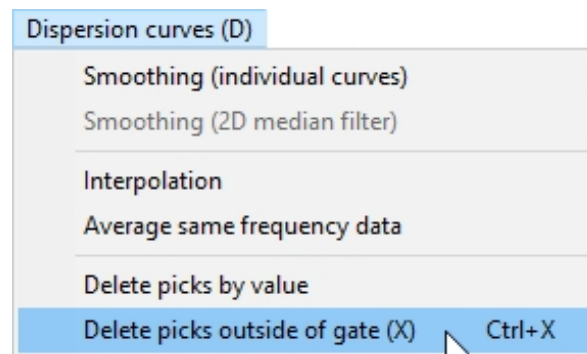 Dispersion curves (D)
Smoothing (individual curves)
Smoothing (2D median filter)
Interpolation
Average same frequency data
Delete picks by value
Delete picks outside of gate (X) Ctrl+X